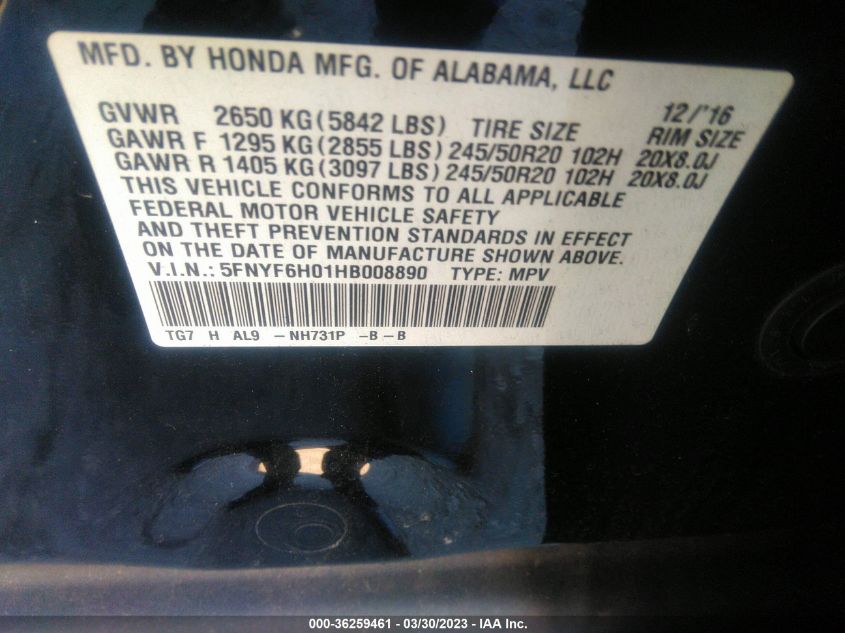 MFD. BY HONDA MFG. OF ALABAMA, LLC
GVWR 2650 KG (5842 LBS) TIRE SIZE 12/'16 RIM SIZE
GAWR F 1295 KG (2855 LBS) 245/50R20 102H 20X8.0J
GAWR R 1405 KG (3097 LBS) 245/50R20 102H 20X8.0J
THIS VEHICLE CONFORMS TO ALL APPLICABLE
FEDERAL MOTOR VEHICLE SAFETY
AND THEFT PREVENTION STANDARDS IN EFFECT
ON THE DATE OF MANUFACTURE SHOWN ABOVE.
V.I.N.: 5FNYF6H01HB008890 TYPE: MPV
TG7 H AL9 -NH731P -B-B
000-36259461 - 03/30/2023 - IAA Inc.